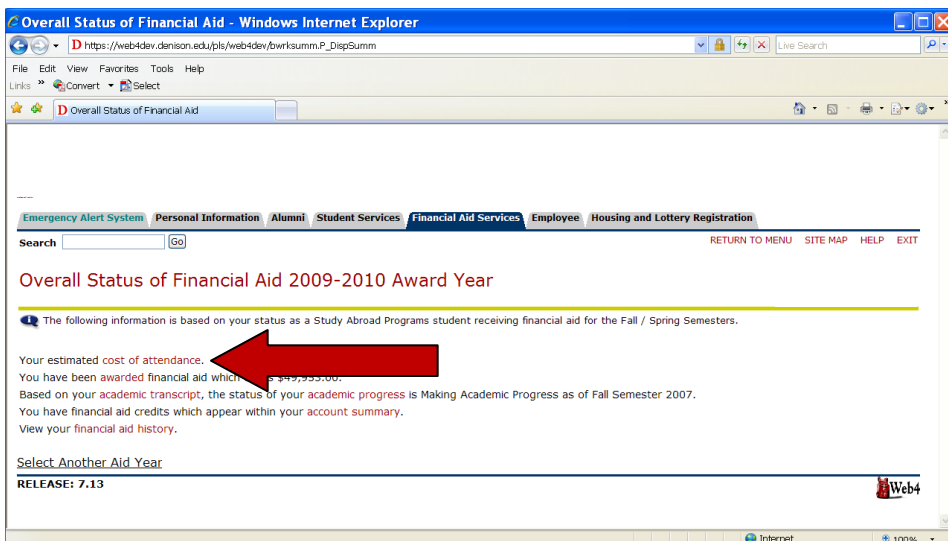 Overall Status of Financial Aid - Windows Internet Explorer
D https://web4dev.denison.edu/pls/web4dev/bwrksumm.P_DispSumm Live Search
File Edit View Favorites Tools Help
Links » Convert Select
D Overall Status of Financial Aid
Emergency Alert System Personal Information Alumni Student Services Financial Aid Services Employee Housing and Lottery Registration
Search Go RETURN TO MENU SITE MAP HELP EXIT
Overall Status of Financial Aid 2009-2010 Award Year
The following information is based on your status as a Study Abroad Programs student receiving financial aid for the Fall / Spring Semesters.
Your estimated cost of attendance.
You have been awarded financial aid which $49,953.00.
Based on your academic transcript, the status of your academic progress is Making Academic Progress as of Fall Semester 2007.
You have financial aid credits which appear within your account summary.
View your financial aid history.
Select Another Aid Year
RELEASE: 7.13
Web4
Internet 100%